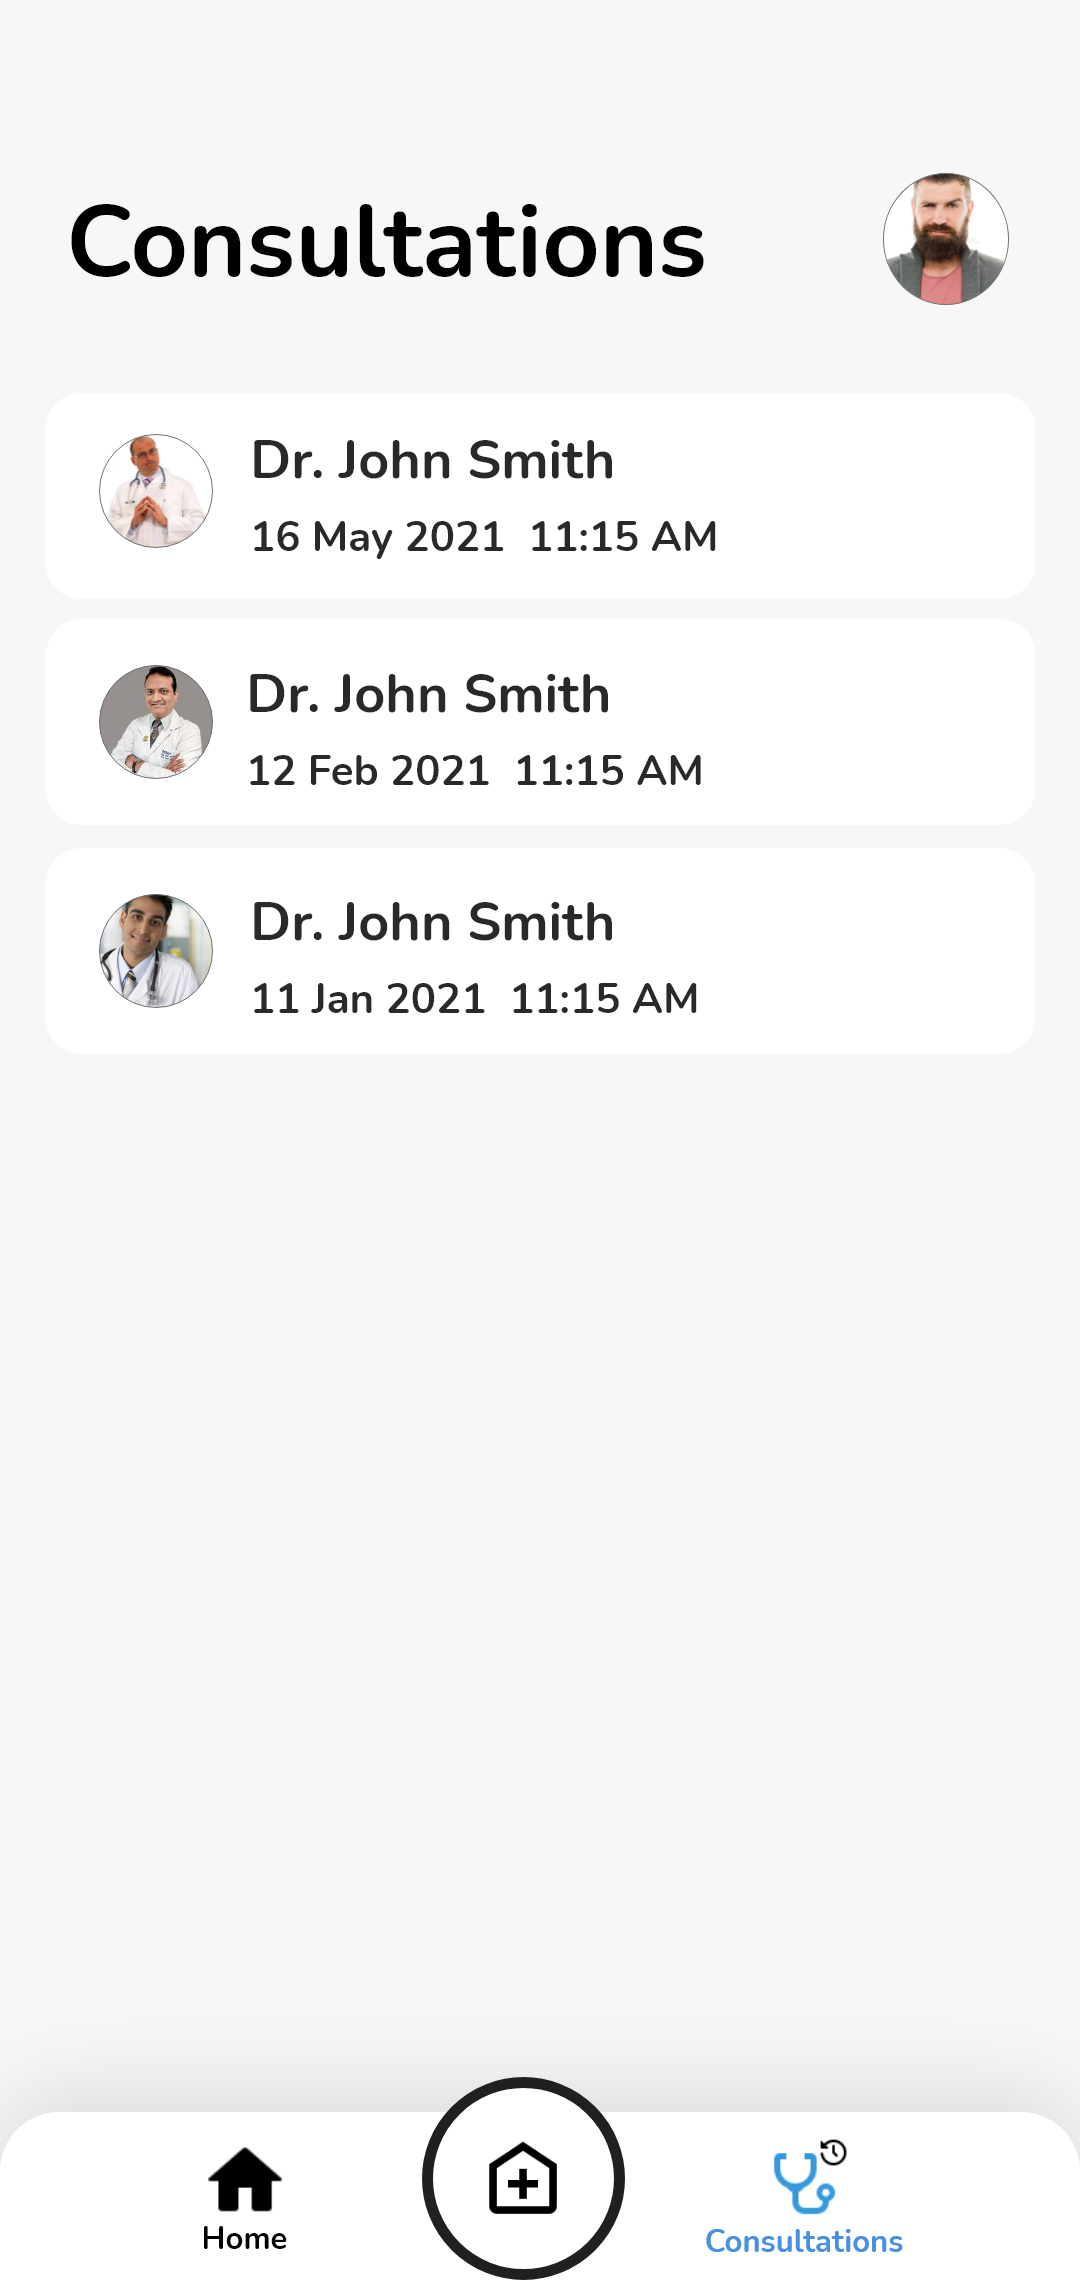 Consultations
Dr. John Smith
16 May 2021  11:15 AM
Dr. John Smith
12 Feb 2021  11:15 AM
Dr. John Smith
11 Jan 2021  11:15 AM
Home
Consultations